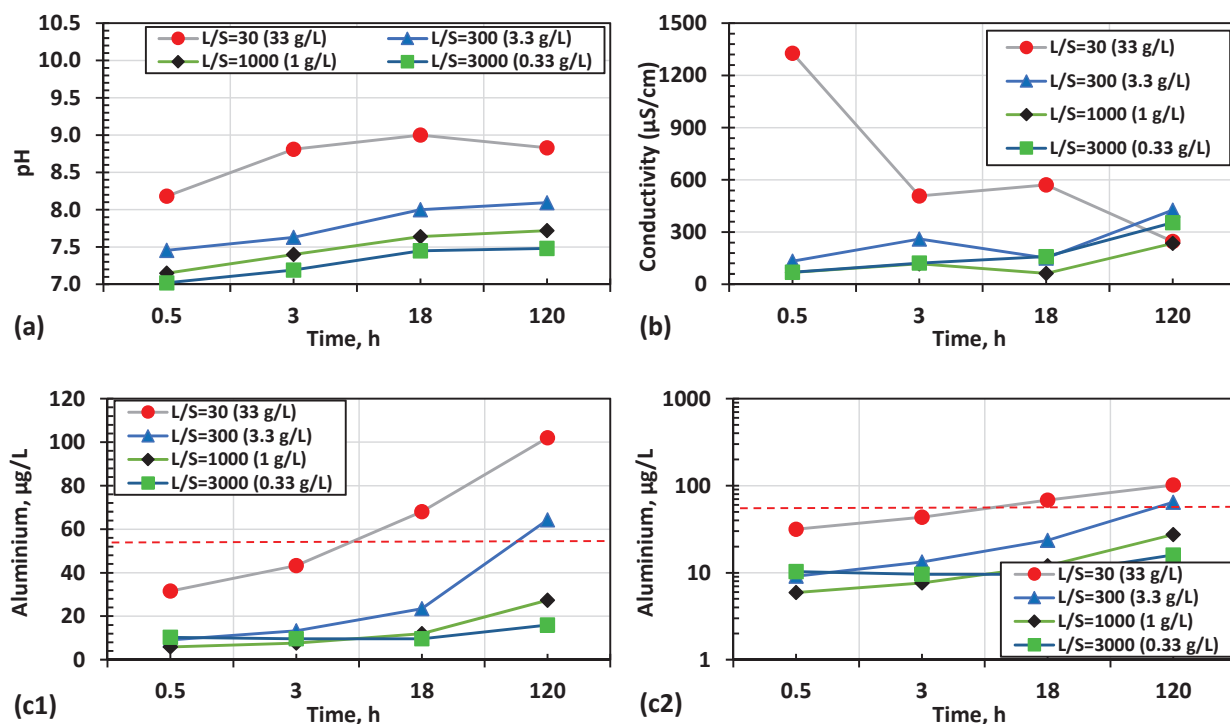 10.5
10.0
9.5
9.0
8.5
8.0
7.5
7.0
pH
L/S=30 (33 g/L)
L/S=300 (3.3 g/L)
L/S=1000 (1 g/L)
L/S=3000 (0.33 g/L)
0.5
3
18
120
(a)
Time, h
1500
1200
900
600
300
0
Conductivity (µS/cm)
L/S=30 (33 g/L)
L/S=300 (3.3 g/L)
L/S=1000 (1 g/L)
L/S=3000 (0.33 g/L)
0.5
3
18
120
(b)
Time, h
120
100
80
60
40
20
0
Aluminium, µg/L
L/S=30 (33 g/L)
L/S=300 (3.3 g/L)
L/S=1000 (1 g/L)
L/S=3000 (0.33 g/L)
0.5
3
18
120
(c1)
Time, h
1000
100
10
1
Aluminium, µg/L
L/S=30 (33 g/L)
L/S=300 (3.3 g/L)
L/S=1000 (1 g/L)
L/S=3000 (0.33 g/L)
0.5
3
18
120
(c2)
Time, h